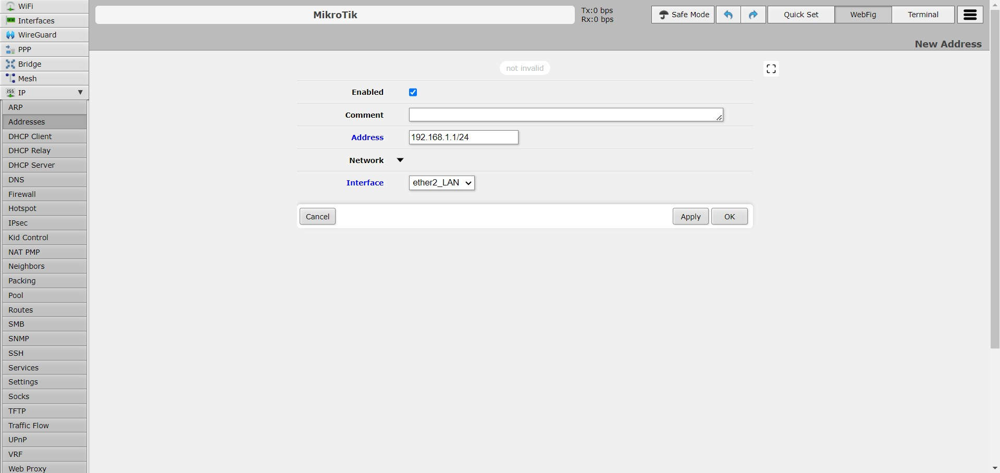 WiFi
Interfaces
WireGuard
PPP
Bridge
Mesh
255 IP ▼
ARP
Addresses
DHCP Client
DHCP Relay
DHCP Server
DNS
Firewall
Hotspot
IPsec
Kid Control
NAT PMP
Neighbors
Packing
Pool
Routes
SMB
SNMP
SSH
Services
Settings
Socks
TFTP
Traffic Flow
UPnP
VRF
Web Proxy
MikroTik
Tx:0 bps
Rx:0 bps
Safe Mode
Quick Set
WebFig
Terminal
New Address
not invalid
Enabled
Comment
Address 192.168.1.1/24
Network ▼
Interface ether2_LAN
Cancel
Apply
OK